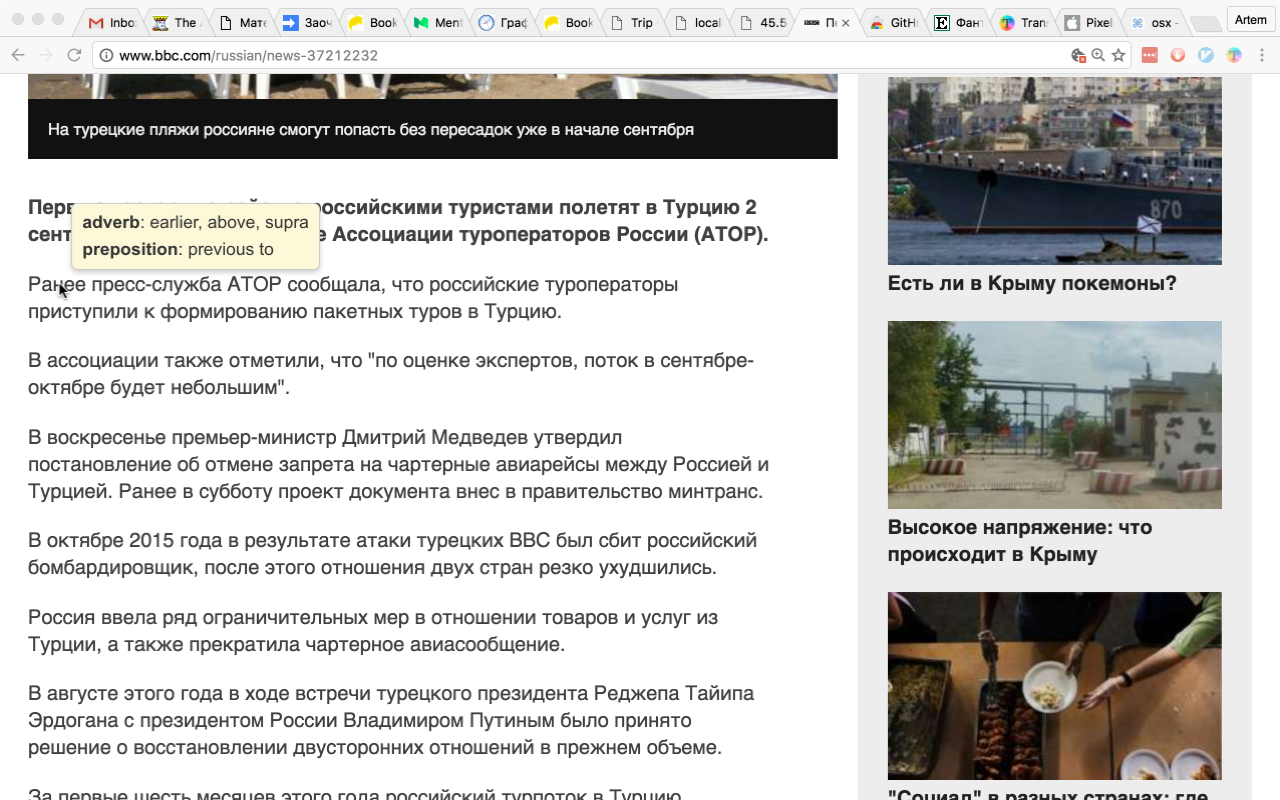 Inbo
The
Мате
Заоч
Book
Ment
Граф
Book
Trip
local
45.5
GitH
Фант
Tran
Pixel
osx -
Artem
www.bbc.com/russian/news-37212232
На турецкие пляжи россияне смогут попасть без пересадок уже в начале сентября
российскими туристами полетят в Турцию 2
Ассоциации туроператоров России (АТОР).
adverb: earlier, above, supra
preposition: previous to
Ранее пресс-служба АТОР сообщала, что российские туроператоры
приступили к формированию пакетных туров в Турцию.
В ассоциации также отметили, что "по оценке экспертов, поток в сентябре-
октябре будет небольшим".
В воскресенье премьер-министр Дмитрий Медведев утвердил
постановление об отмене запрета на чартерные авиарейсы между Россией и
Турцией. Ранее в субботу проект документа внес в правительство минтранс.
В октябре 2015 года в результате атаки турецких ВВС был сбит российский
бомбардировщик, после этого отношения двух стран резко ухудшились.
Россия ввела ряд ограничительных мер в отношении товаров и услуг из
Турции, а также прекратила чартерное авиасообщение.
В августе этого года в ходе встречи турецкого президента Реджепа Тайипа
Эрдогана с президентом России Владимиром Путиным было принято
решение о восстановлении двусторонних отношений в прежнем объеме.
За первые шесть месяцев этого года российский турпоток в Турцию
870
Есть ли в Крыму покемоны?
Высокое напряжение: что
происходит в Крыму
"Социал" в разных странах: где